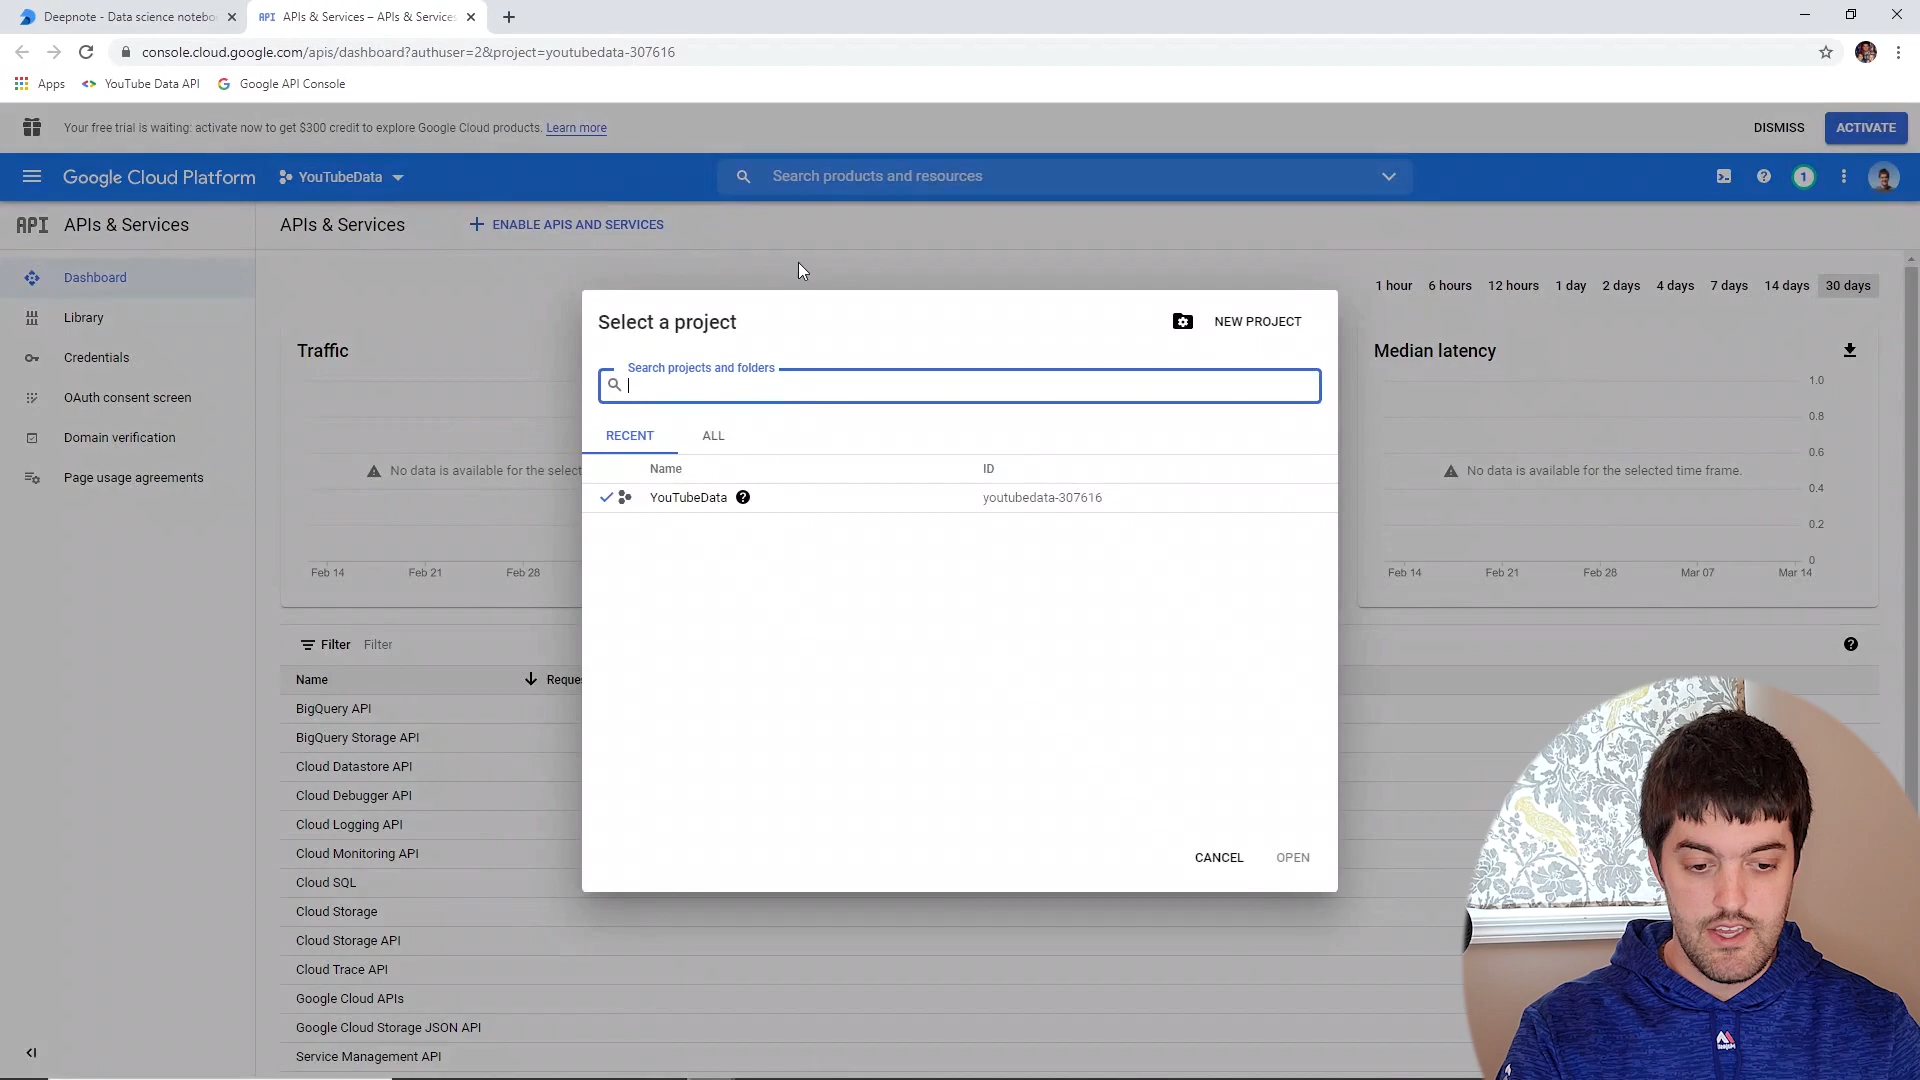 Deepnote - Data science notebo
API APIs & Services – APIs & Services
console.cloud.google.com/apis/dashboard?authuser=2&project=youtubedata-307616
Apps
YouTube Data API
Google API Console
Your free trial is waiting: activate now to get $300 credit to explore Google Cloud products. Learn more
DISMISS
ACTIVATE
Google Cloud Platform
YouTubeData
Search products and resources
1
API APIs & Services
APIs & Services
ENABLE APIS AND SERVICES
Dashboard
Library
Credentials
OAuth consent screen
Domain verification
Page usage agreements
1 hour 6 hours 12 hours 1 day 2 days 4 days 7 days 14 days 30 days
Traffic
No data is available for the select
Feb 14 Feb 21 Feb 28
Select a project
NEW PROJECT
Search projects and folders
RECENT
ALL
Name ID
YouTubeData youtubedata-307616
CANCEL
OPEN
Median latency
1.0
0.8
0.6
No data is available for the selected time frame.
0.4
0.2
0
Feb 14 Feb 21 Feb 28 Mar 07 Mar 14
Filter Filter
Name Reque
BigQuery API
BigQuery Storage API
Cloud Datastore API
Cloud Debugger API
Cloud Logging API
Cloud Monitoring API
Cloud SQL
Cloud Storage
Cloud Storage API
Cloud Trace API
Google Cloud APIs
Google Cloud Storage JSON API
Service Management API